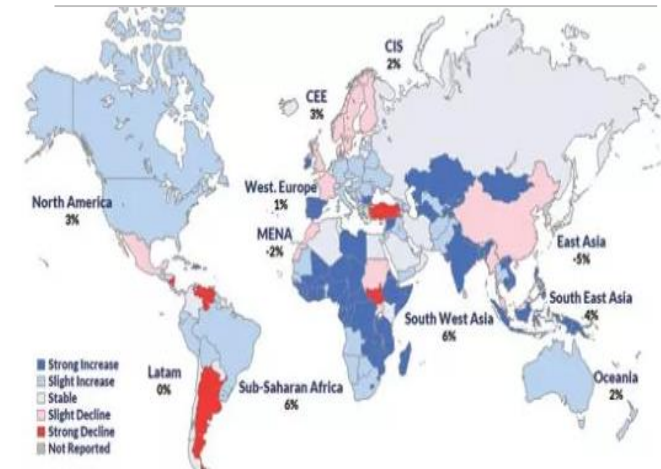 CIS
2%
CEE
3%
North America
3%
West. Europe
1%
MENA
-2%
East Asia
-5%
South East Asia
4%
South West Asia
6%
Latam
0%
Sub-Saharan Africa
6%
Oceania
2%
Strong Increase
Slight Increase
Stable
Slight Decline
Strong Decline
Not Reported